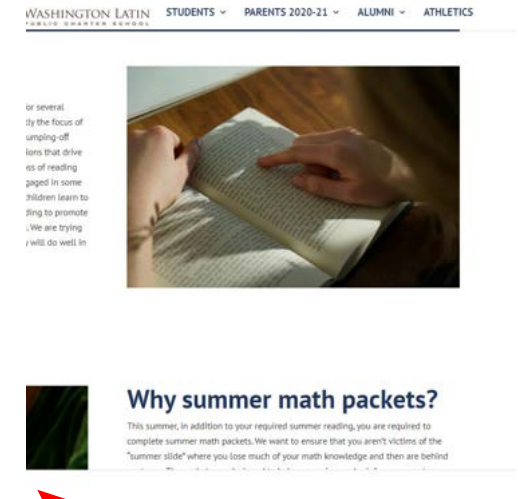 WASHINGTON LATIN
PUBLIC CHARTER SCHOOL
STUDENTS
PARENTS 2020-21
ALUMNI
ATHLETICS
or several
the focus of
umping-off
ions that drive
ss of reading
gaged in some
children learn to
ding to promote
. We are trying
will do well in
Why summer math packets?
This summer, in addition to your required summer reading, you are required to
complete summer math packets. We want to ensure that you aren't victims of the
"summer slide" where you lose much of your math knowledge and then are behind